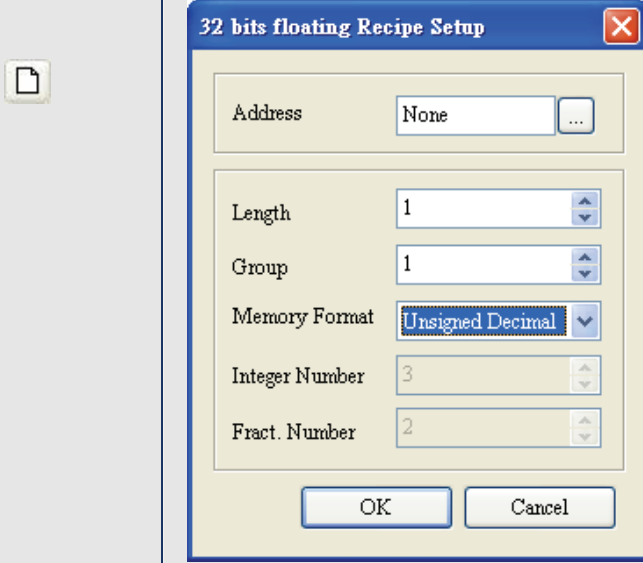 32 bits floating Recipe Setup
Address None ...
Length 1
Group 1
Memory Format Unsigned Decimal
Integer Number 3
Fract. Number 2
OK Cancel